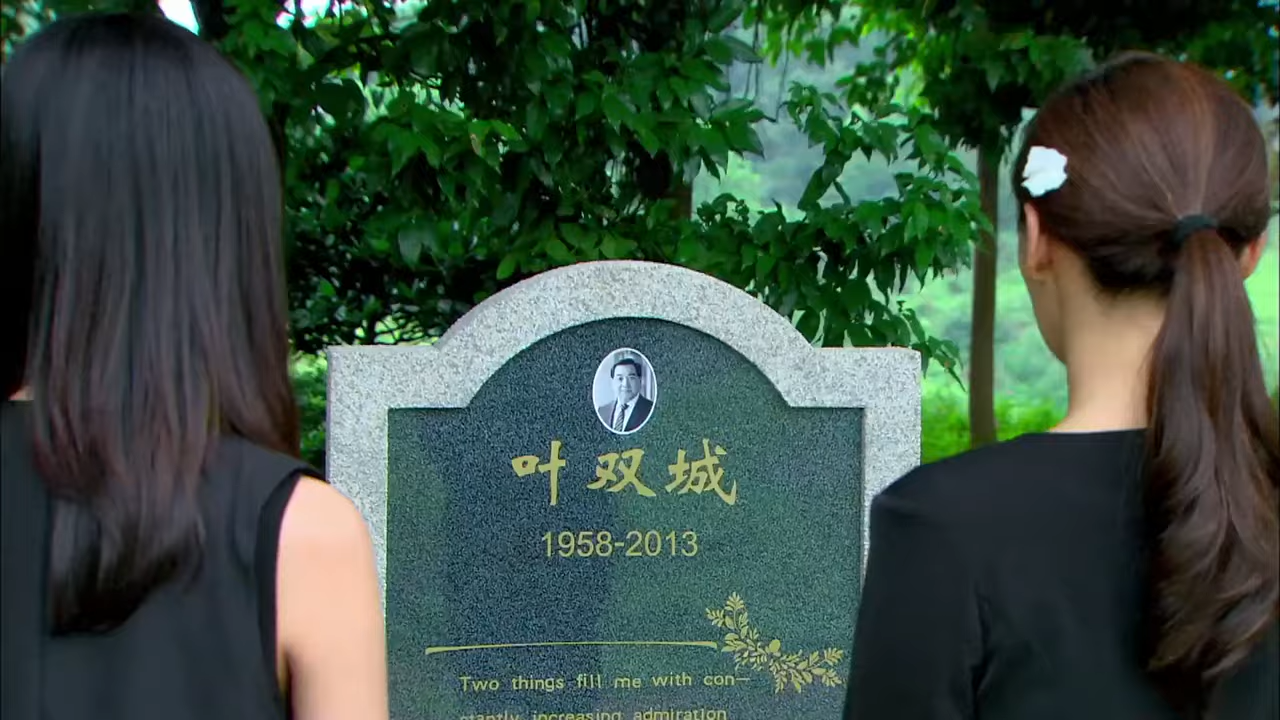 叶双城
1958-2013
Two things fill me with con—
stantly increasing admiration